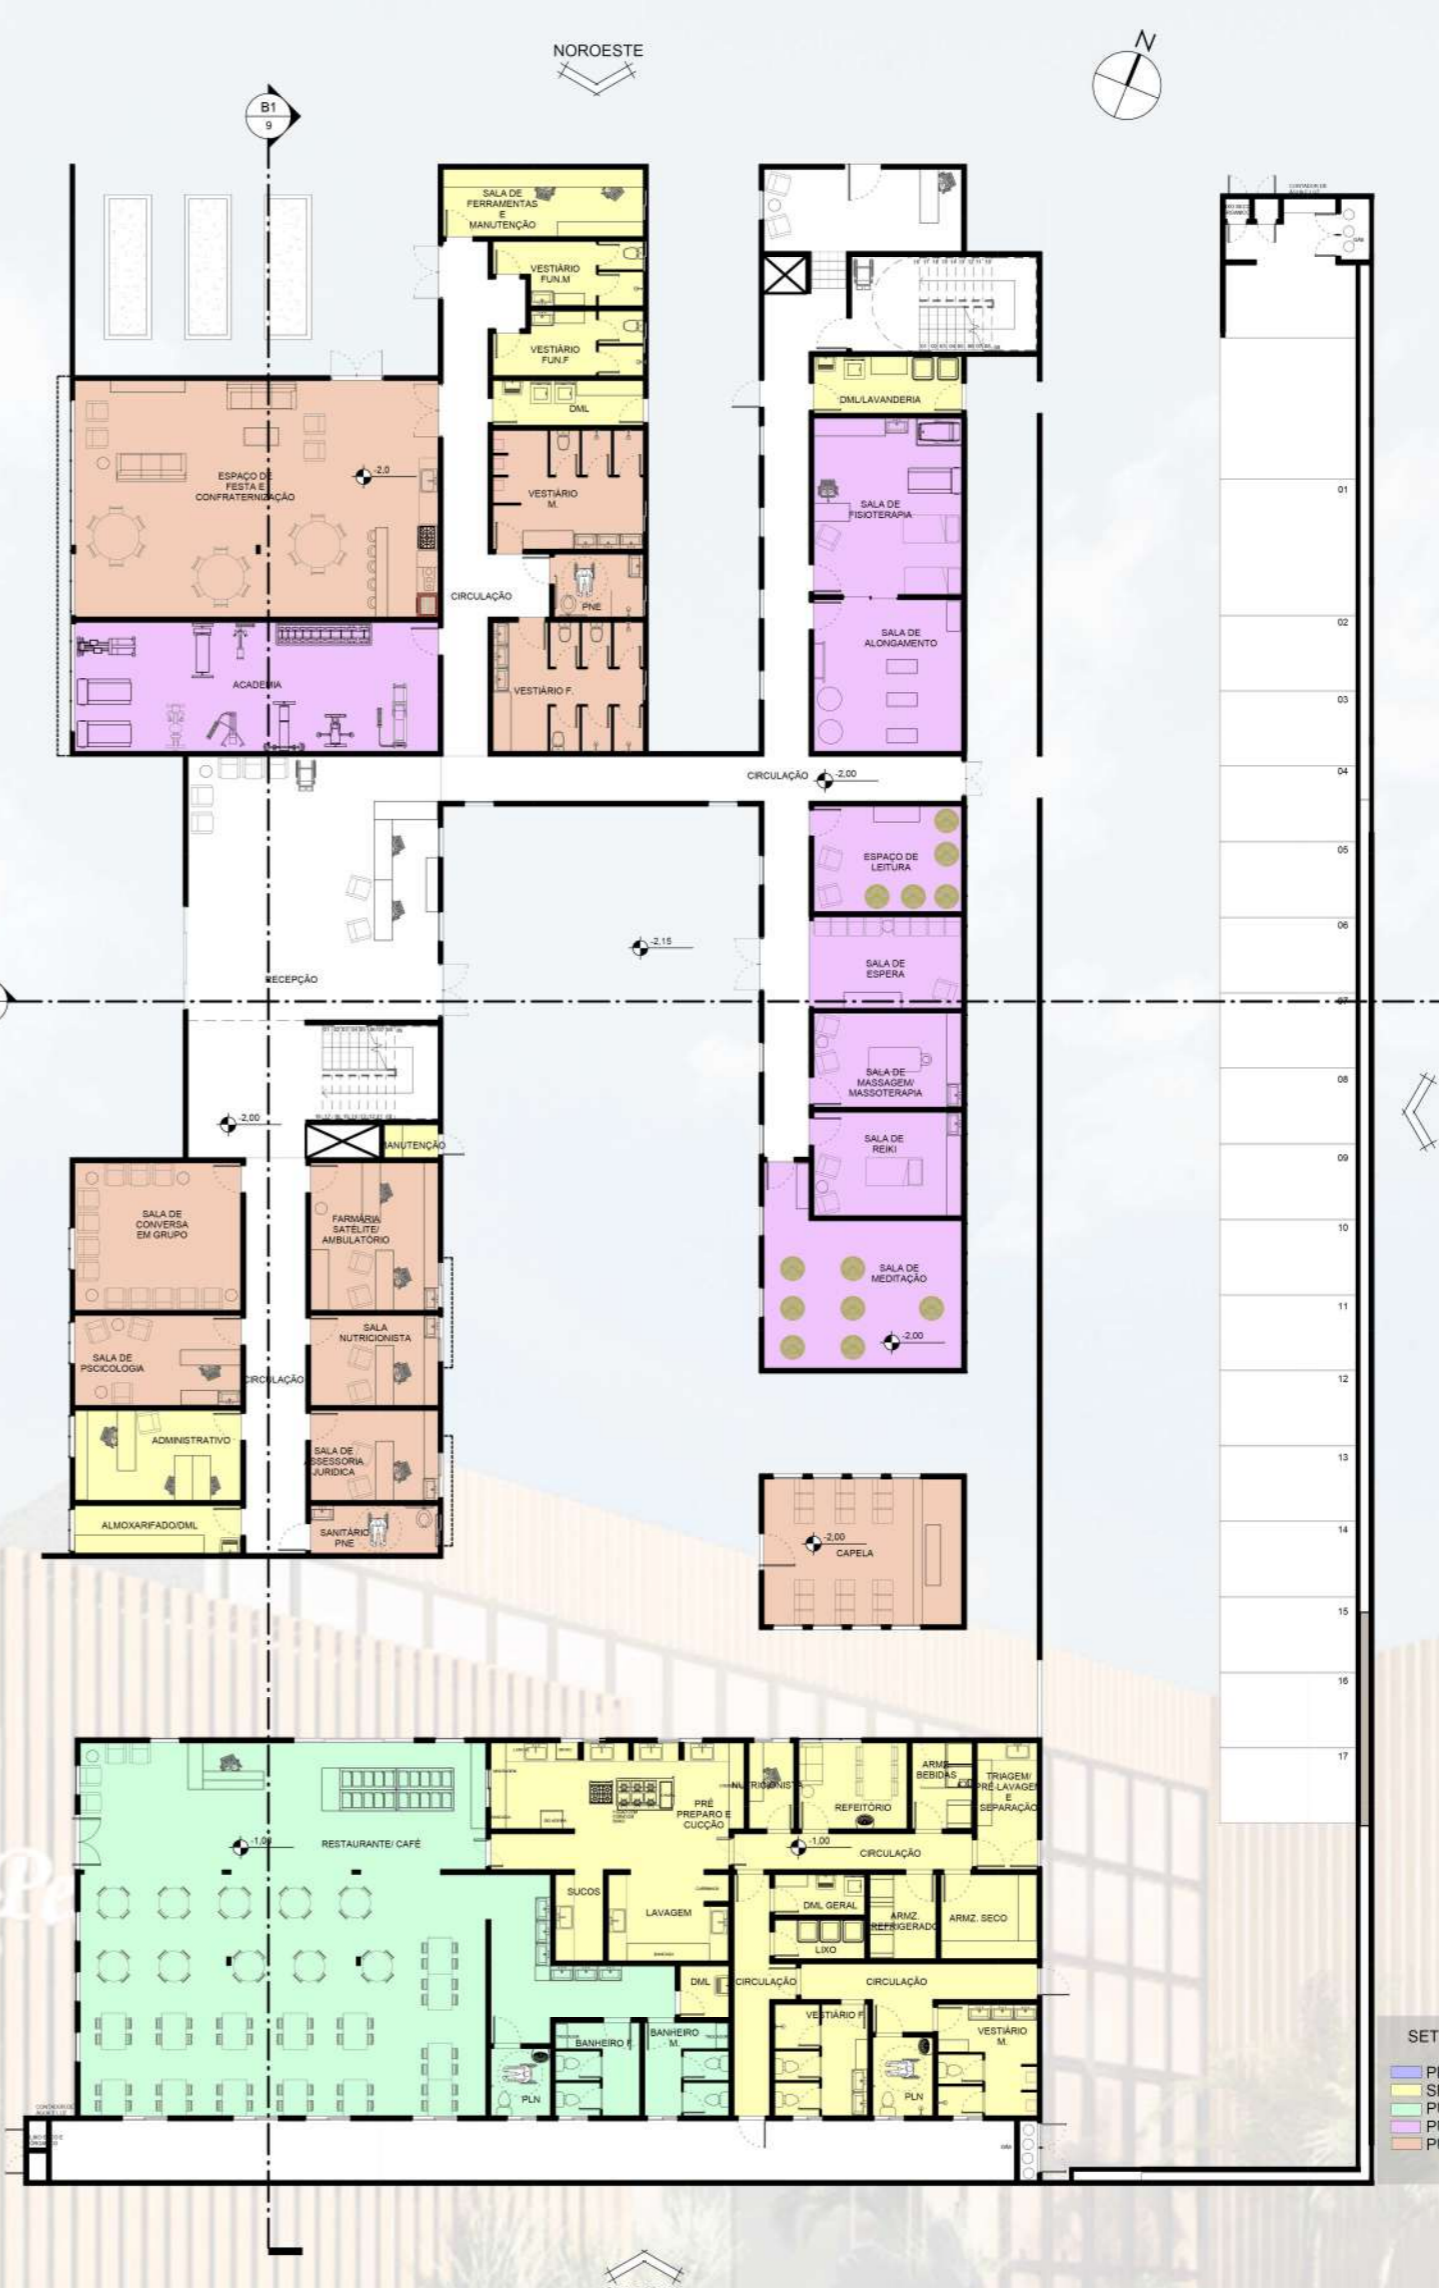 NOROESTE
N
B1
9
SALA DE
FERRAMENTAS
E
MANUTENÇÃO
VESTIÁRIO
FUN.M
VESTIÁRIO
FUN.F
DML
DML/LAVANDERIA
ESPAÇO DE
FESTA E
CONFRATERNIZAÇÃO
-2,0
VESTIÁRIO
M.
SALA DE
FISIOTERAPIA
01
CIRCULAÇÃO
PNE
SALA DE
ALONGAMENTO
02
ACADEMIA
VESTIÁRIO F.
03
CIRCULAÇÃO
-2,00
04
ESPAÇO DE
LEITURA
05
06
-2,15
SALA DE
ESPERA
RECEPÇÃO
07
SALA DE
MASSAGEM/
MASSOTERAPIA
08
-2,00
MANUTENÇÃO
SALA DE
REIKI
09
SALA DE
CONVERSA
EM GRUPO
FARMÁRIA
SATÉLITE/
AMBULATÓRIO
10
SALA DE
MEDITAÇÃO
-2,00
11
SALA
NUTRICIONISTA
SALA DE
PSCICOLOGIA
CIRCULAÇÃO
12
ADMINISTRATIVO
SALA DE
ASSESSORIA
JURIDICA
13
ALMOXARIFADO/DML
SANITÁRIO
PNE
-2,00
CAPELA
14
15
16
17
NUTRICIONISTA
ARMZ.
BEBIDAS
TRIAGEM/
PRÉ-LAVAGEM
E
SEPARAÇÃO
PRÉ
PREPARO E
CUCÇÃO
REFEITÓRIO
-1,00
RESTAURANTE/ CAFÉ
-1,00
CIRCULAÇÃO
SUCOS
LAVAGEM
DML GERAL
ARMZ.
REFRIGERADO
ARMZ. SECO
LIXO
DML
CIRCULAÇÃO
CIRCULAÇÃO
BANHEIRO F.
BANHEIRO
M.
VESTIÁRIO F.
VESTIÁRIO
M.
PLN
PLN
SET